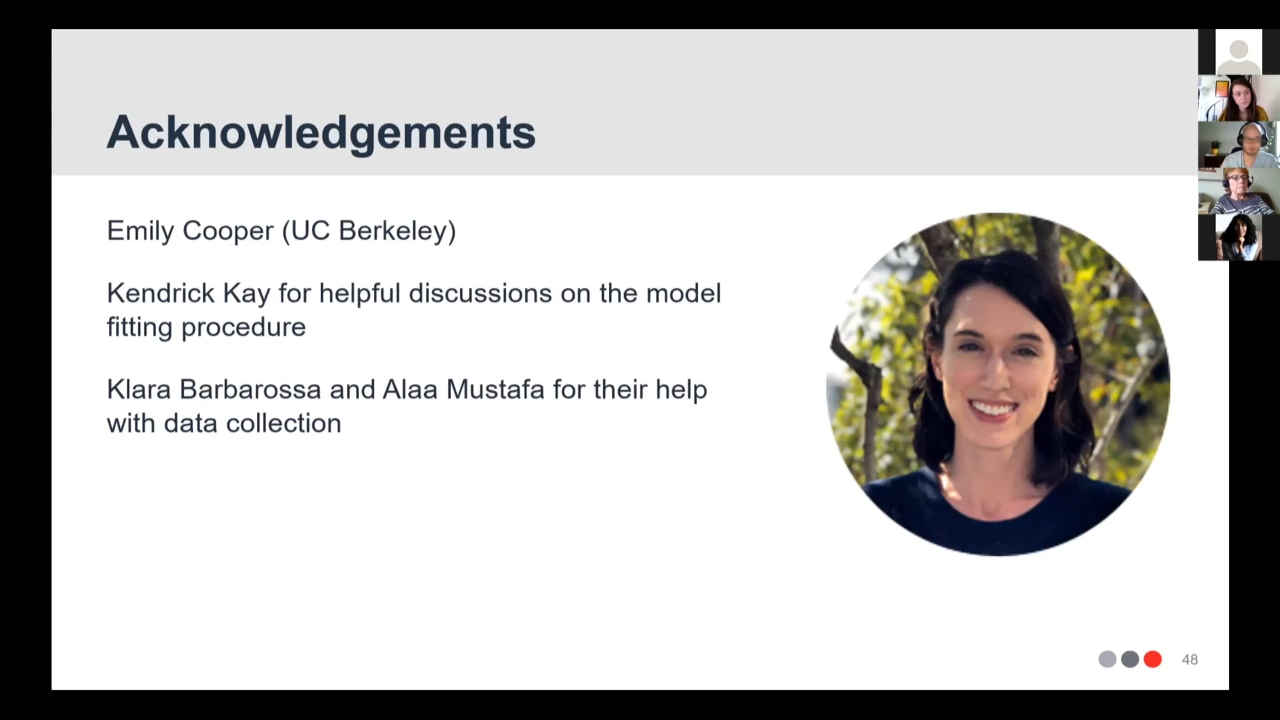 Acknowledgements
Emily Cooper (UC Berkeley)
Kendrick Kay for helpful discussions on the model
fitting procedure
Klara Barbarossa and Alaa Mustafa for their help
with data collection
48